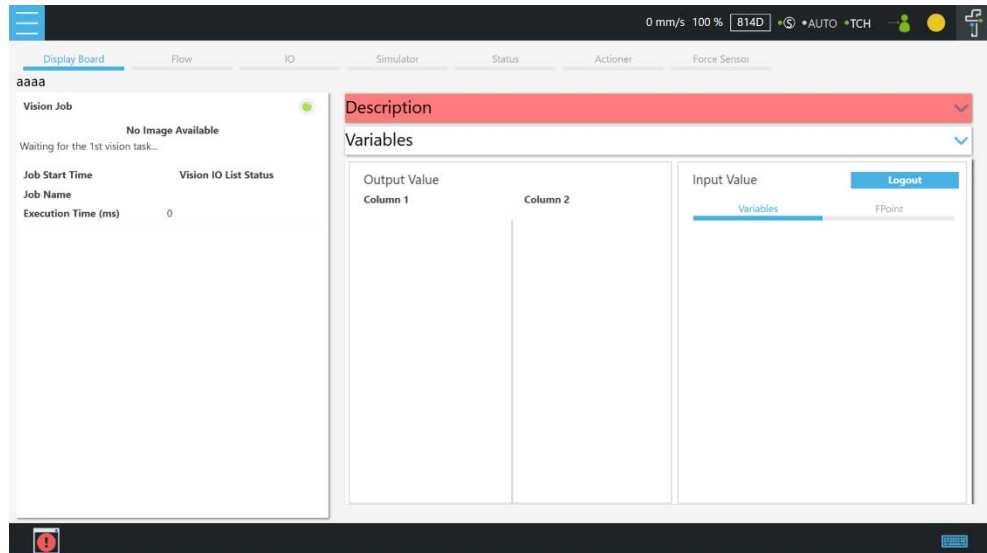 0 mm/s 100 % 814D S AUTO TCH
Display Board Flow IO Simulator Status Actioner Force Sensor
aaaa
Vision Job
No Image Available
Waiting for the 1st vision task...
Job Start Time Vision IO List Status
Job Name
Execution Time (ms) 0
Description
Variables
Output Value
Column 1 Column 2
Input Value Logout
Variables FPoint